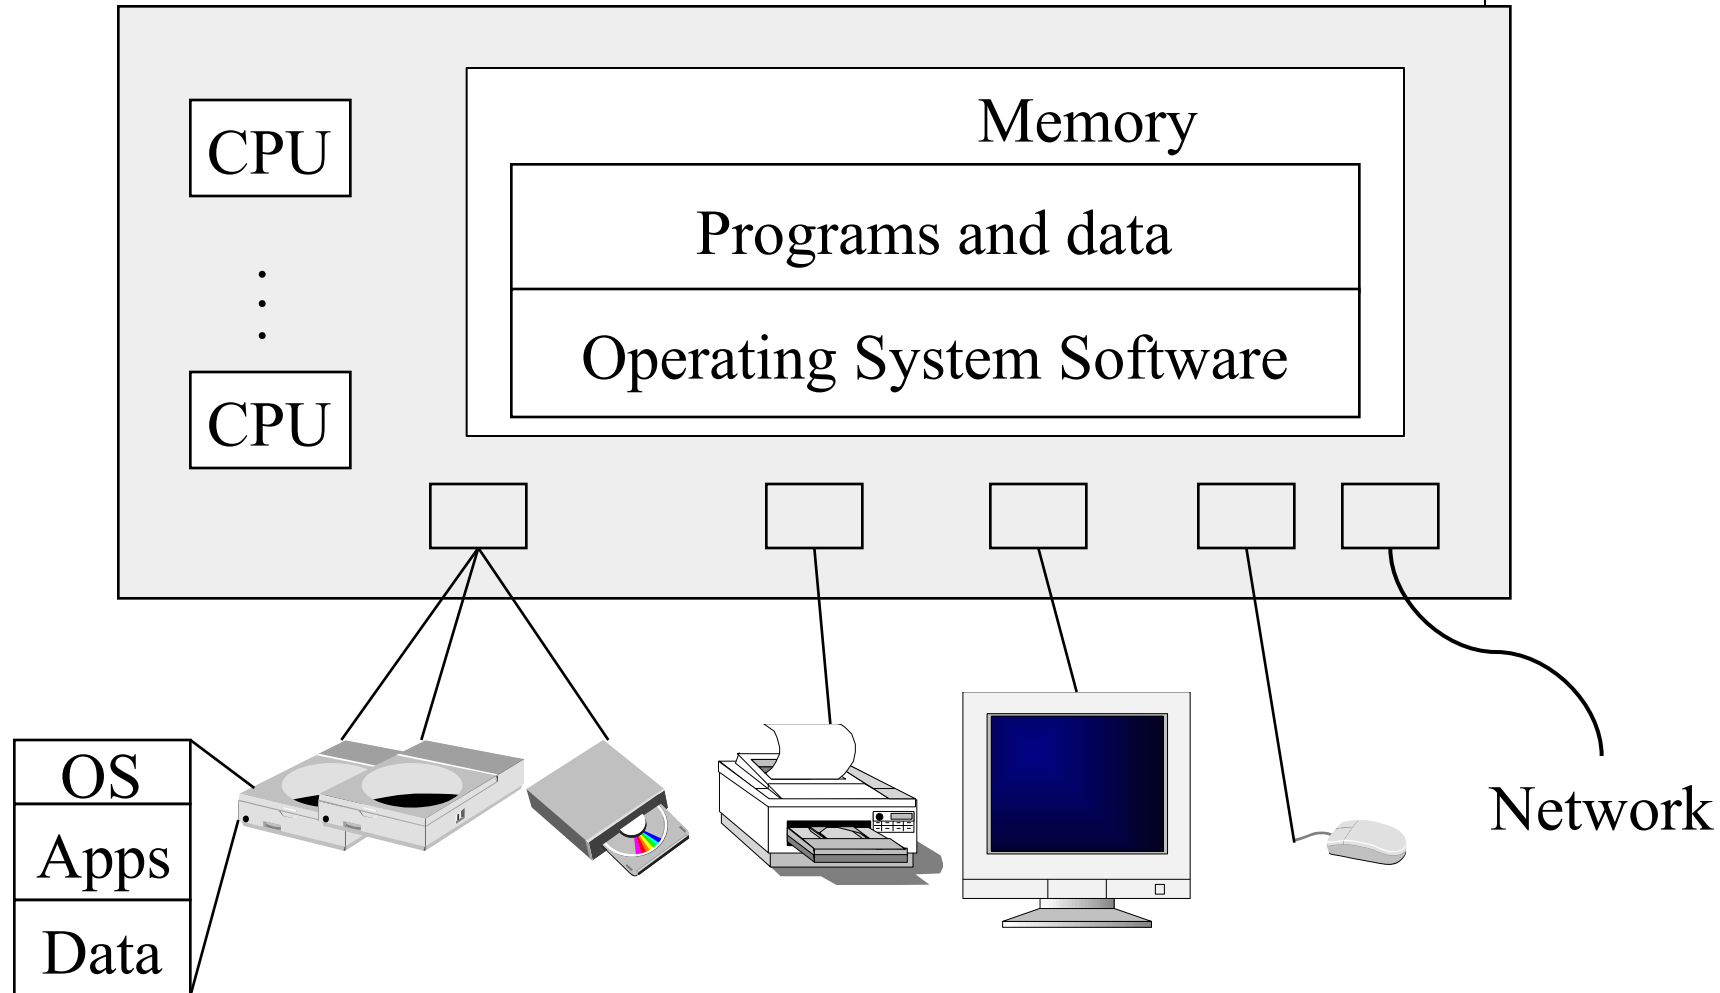 Memory
CPU
Programs and data
.
.
.
Operating System Software
CPU
OS
Apps
Data
Network